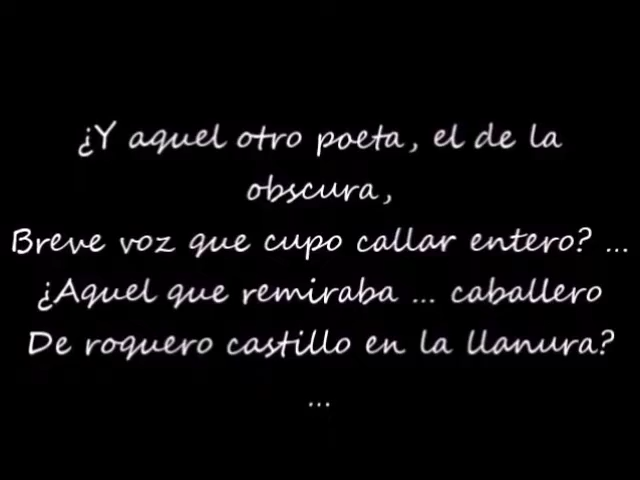 ¿Y aquel otro poeta, el de la
obscura,
Breve voz que cupo callar entero? ...
¿Aquel que remiraba ... caballero
De roquero castillo en la llanura?
...